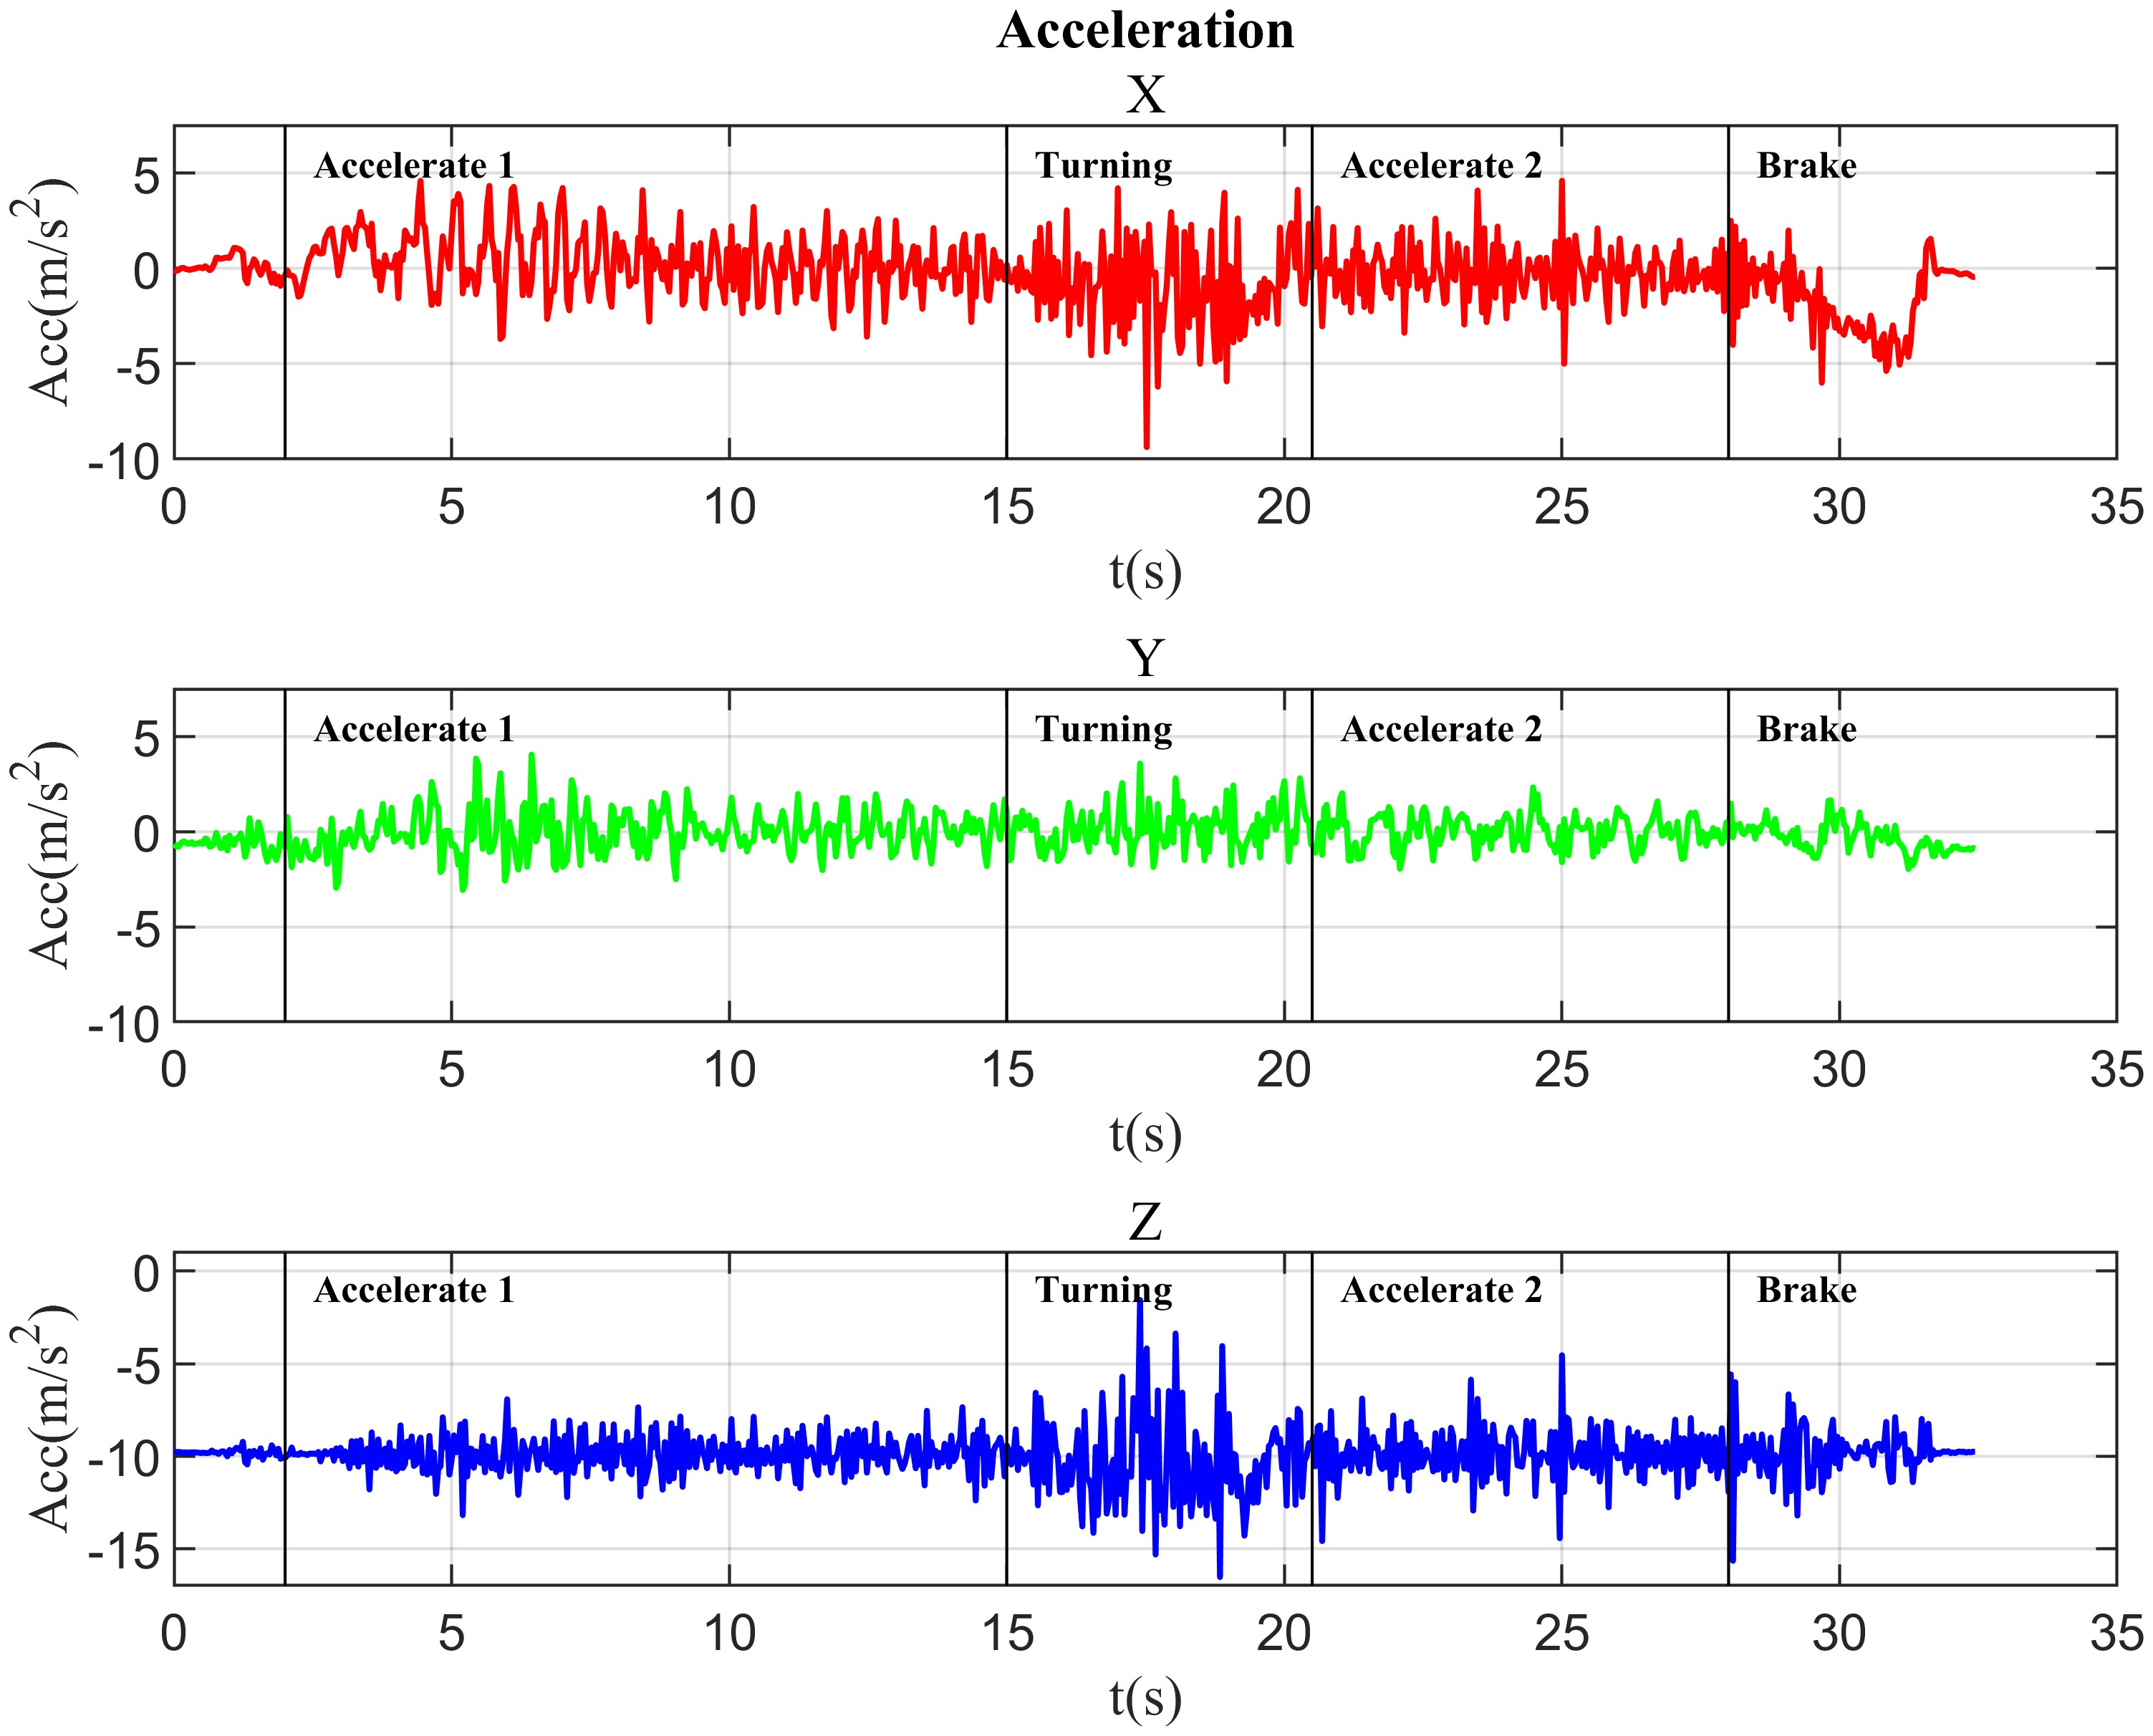 Acceleration
X
Accelerate 1 Turning Accelerate 2 Brake
Acc(m/s²)
5
0
-5
-10
0 5 10 15 20 25 30 35
t(s)
Y
Accelerate 1 Turning Accelerate 2 Brake
Acc(m/s²)
5
0
-5
-10
0 5 10 15 20 25 30 35
t(s)
Z
Accelerate 1 Turning Accelerate 2 Brake
Acc(m/s²)
0
-5
-10
-15
0 5 10 15 20 25 30 35
t(s)